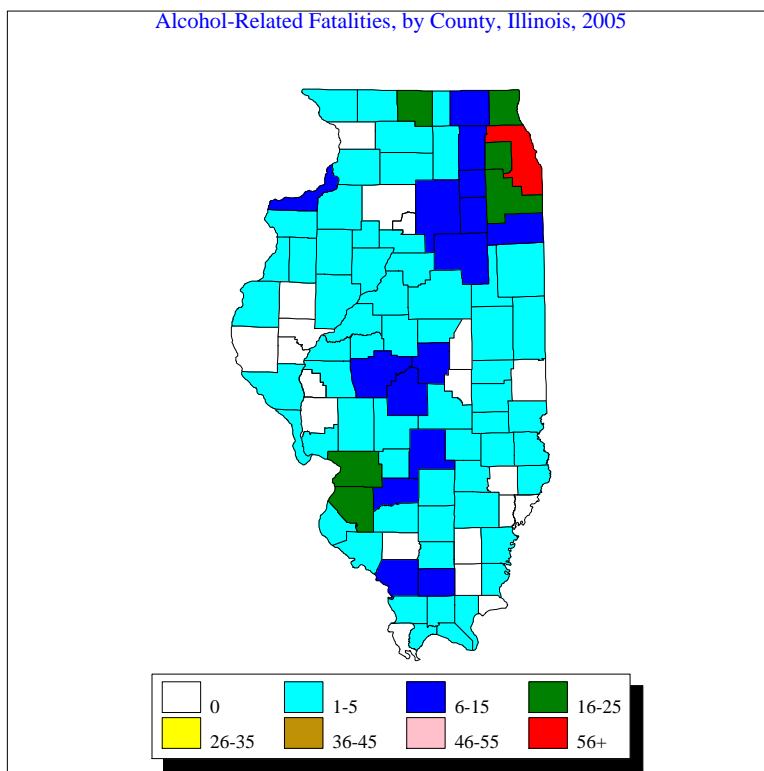 Alcohol-Related Fatalities, by County, Illinois, 2005
0 1-5 6-15 16-25
26-35 36-45 46-55 56+